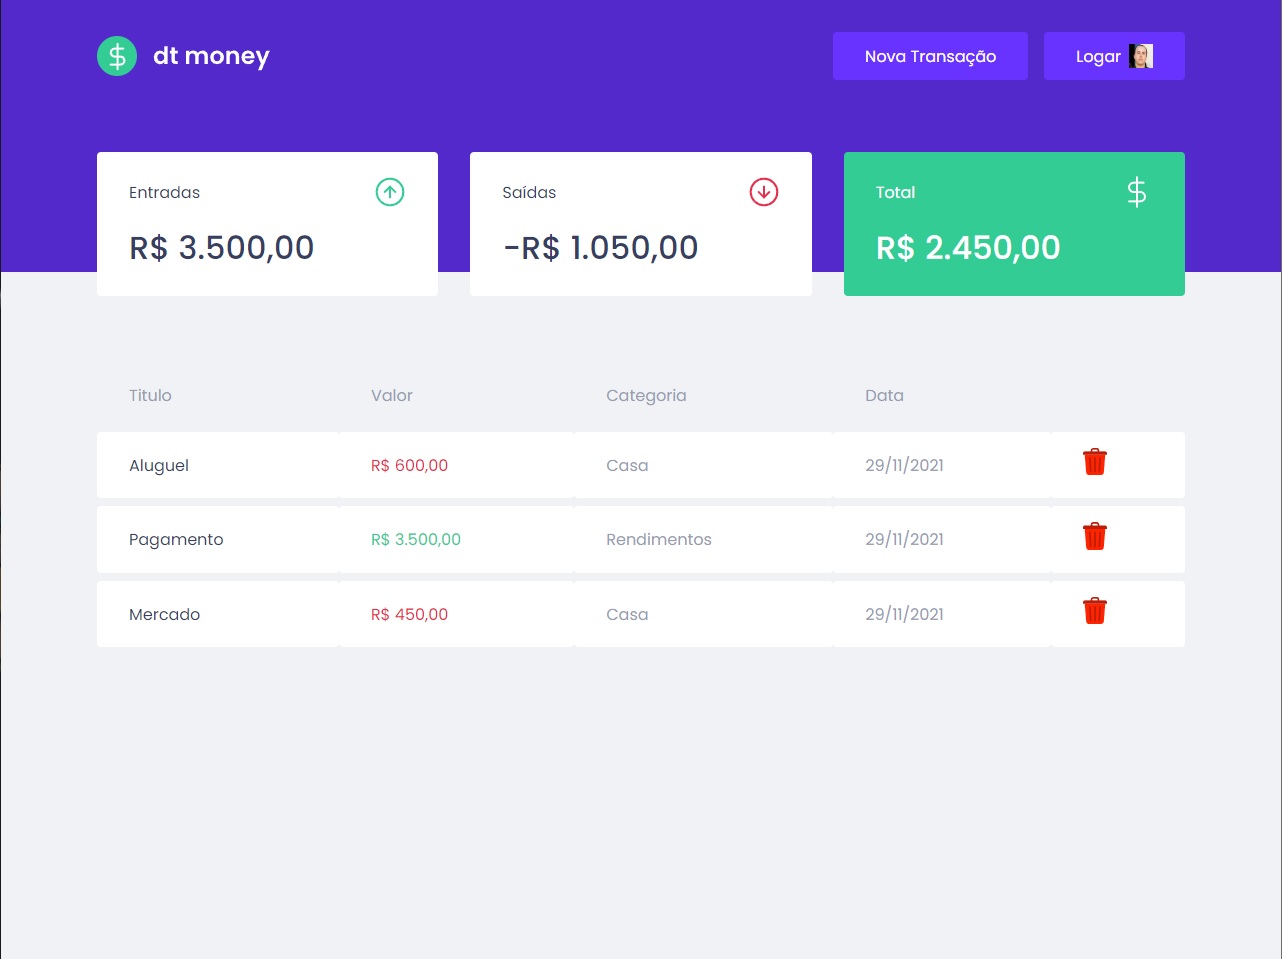 dt money
Nova Transação
Logar
Entradas
R$ 3.500,00
Saídas
-R$ 1.050,00
Total
R$ 2.450,00
Titulo Valor Categoria Data
Aluguel R$ 600,00 Casa 29/11/2021
Pagamento R$ 3.500,00 Rendimentos 29/11/2021
Mercado R$ 450,00 Casa 29/11/2021